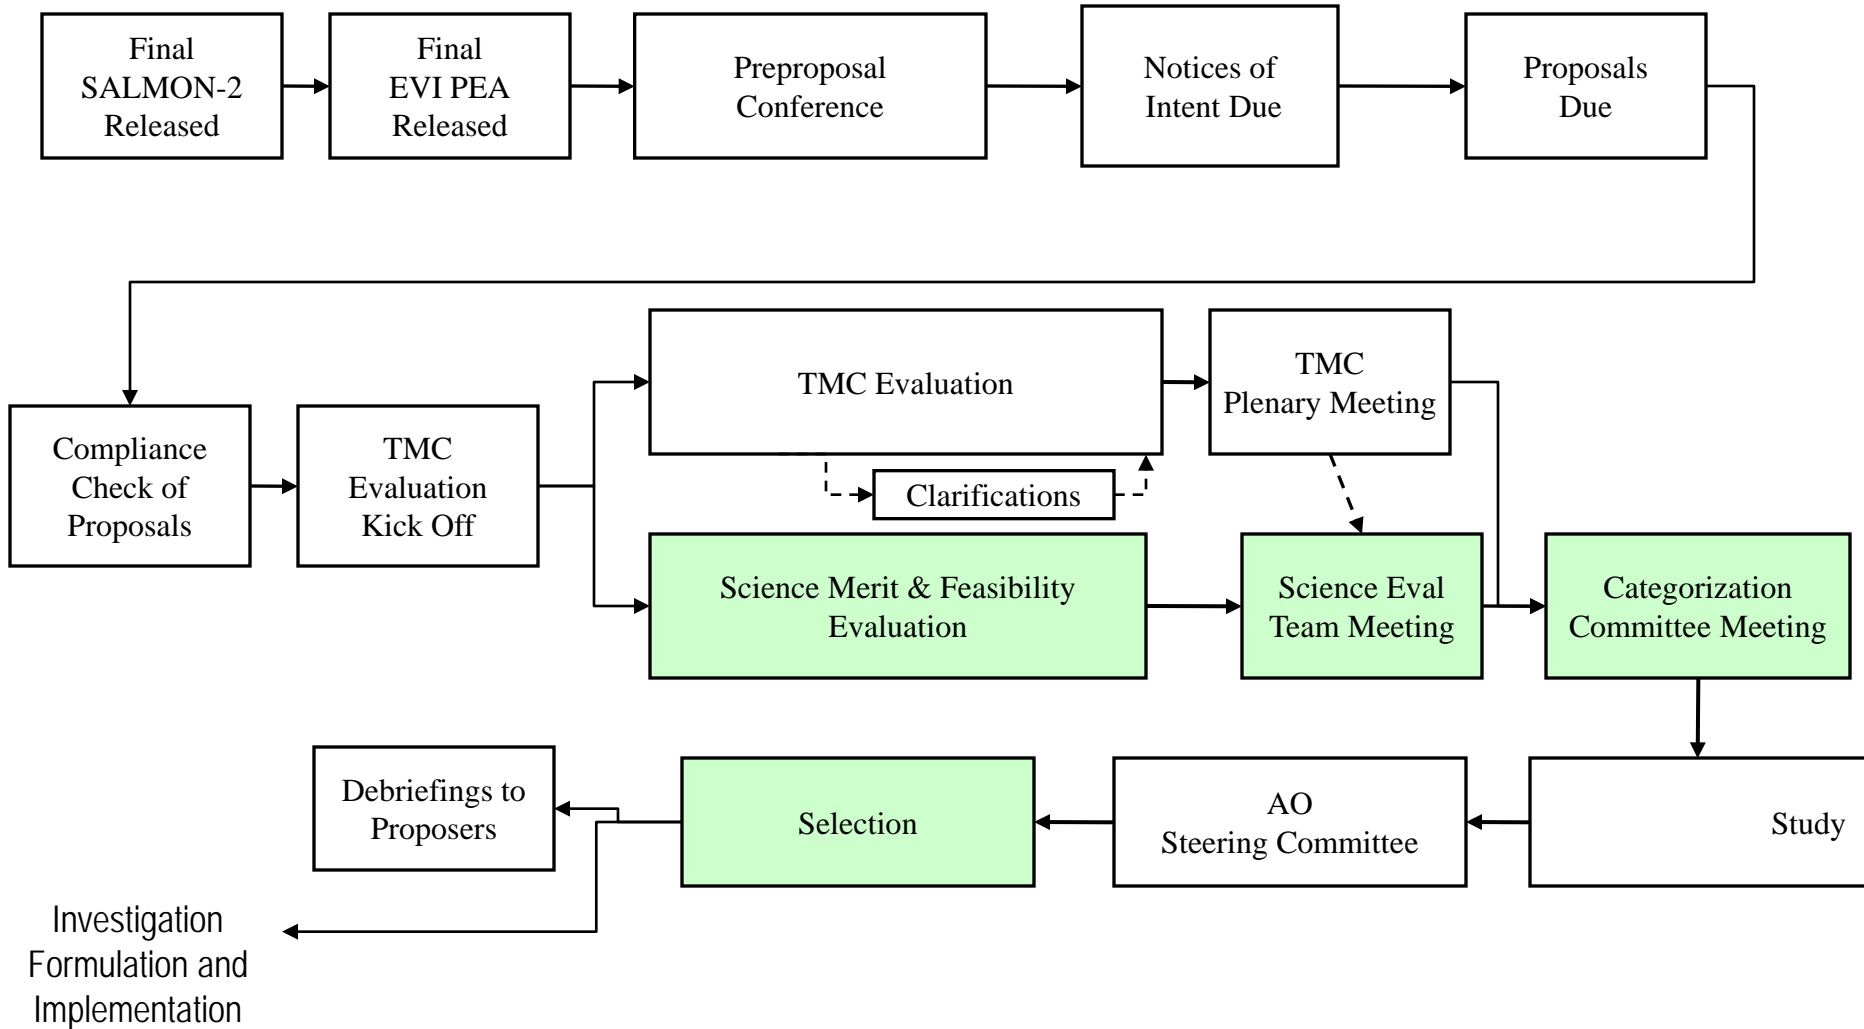 Final
SALMON-2
Released
Final
EVI PEA
Released
Preproposal
Conference
Notices of
Intent Due
Proposals
Due
TMC Evaluation
TMC
Plenary Meeting
Compliance
Check of
Proposals
TMC
Evaluation
Kick Off
Clarifications
Science Merit & Feasibility
Evaluation
Science Eval
Team Meeting
Categorization
Committee Meeting
Debriefings to
Proposers
Selection
AO
Steering Committee
Study
Investigation
Formulation and
Implementation